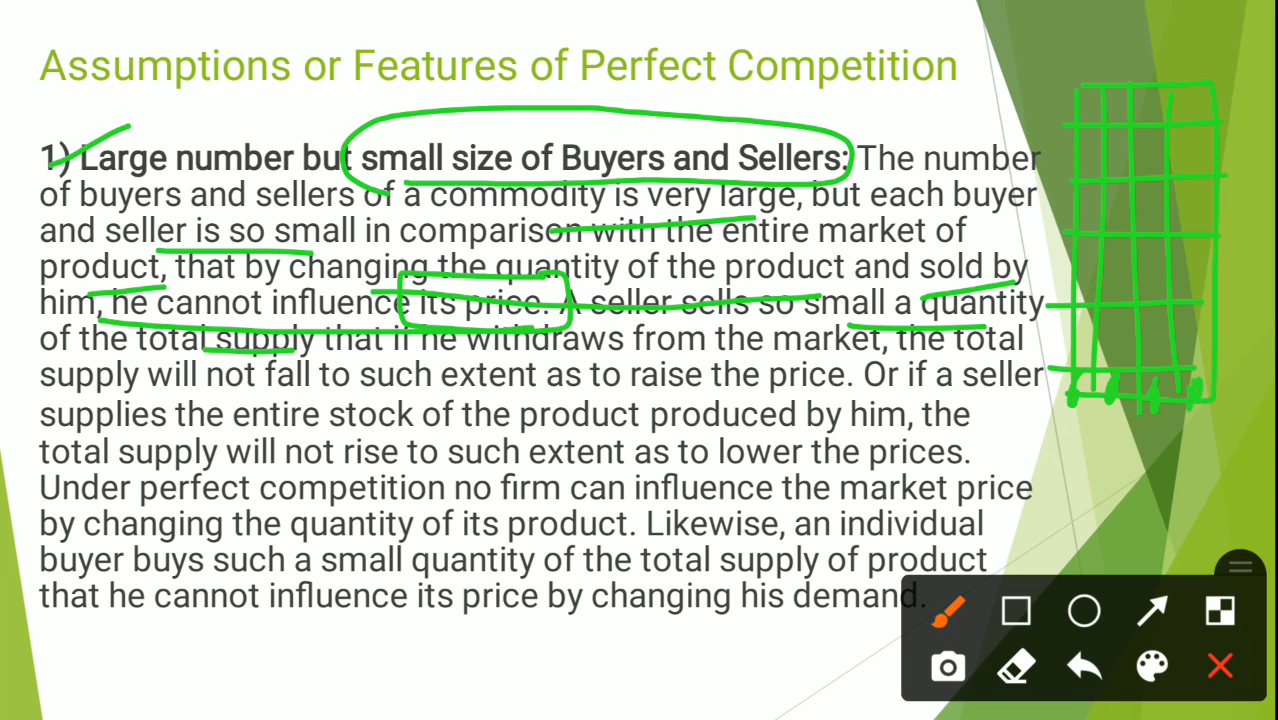 Assumptions or Features of Perfect Competition
1) Large number but small size of Buyers and Sellers: The number
of buyers and sellers of a commodity is very large, but each buyer
and seller is so small in comparison with the entire market of
product, that by changing the quantity of the product and sold by
him, he cannot influence its price. A seller sells so small a quantity
of the total supply that if he withdraws from the market, the total
supply will not fall to such extent as to raise the price. Or if a seller
supplies the entire stock of the product produced by him, the
total supply will not rise to such extent as to lower the prices.
Under perfect competition no firm can influence the market price
by changing the quantity of its product. Likewise, an individual
buyer buys such a small quantity of the total supply of product
that he cannot influence its price by changing his demand.